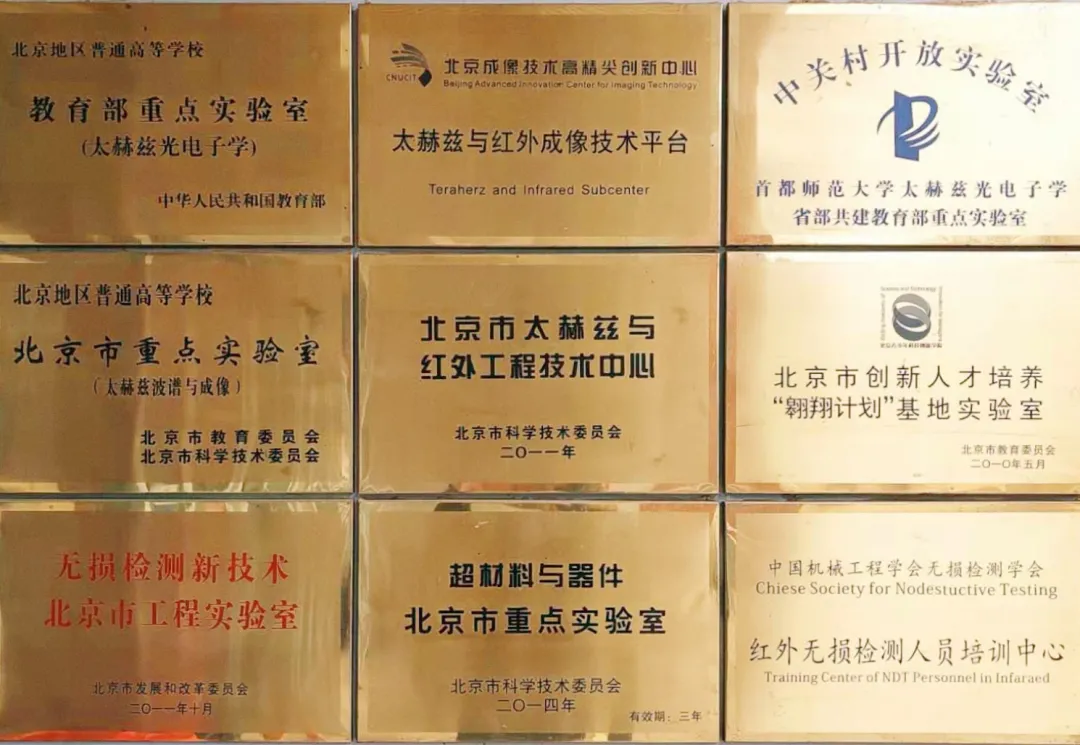 北京地区普通高等学校
教育部重点实验室
(太赫兹光电子学)
中华人民共和国教育部
CNUCIT
北京成像技术高精尖创新中心
Beijing Advanced Innovation Center for Imaging Technology
太赫兹与红外成像技术平台
Teraherz and Infrared Subcenter
中关村开放实验室
首都师范大学太赫兹光电子学
省部共建教育部重点实验室
北京地区普通高等学校
北京市重点实验室
(太赫兹波谱与成像)
北京市教育委员会
北京市科学技术委员会
北京市太赫兹与
红外工程技术中心
北京市科学技术委员会
二〇一一年
北京市创新人才培养
“翱翔计划”基地实验室
北京市教育委员会
二〇一〇年五月
无损检测新技术
北京市工程实验室
北京市发展和改革委员会
二〇一一年十月
超材料与器件
北京市重点实验室
北京市科学技术委员会
二〇一四年
有效期：三年
中国机械工程学会无损检测学会
Chiese Society for Nodestuctive Testing
红外无损检测人员培训中心
Training Center of NDT Personnel in Infaraed